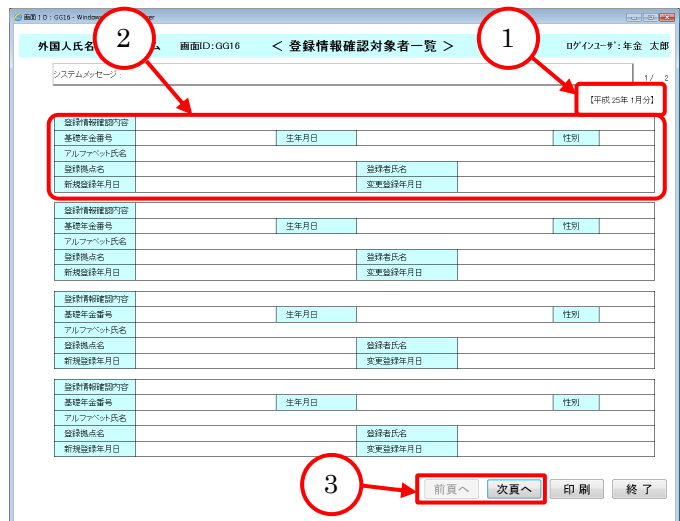 画面ID:GG16 - Window
外国人氏名 ム 画面ID:GG16 ＜登録情報確認対象者一覧＞ ログインユーザ:年金 太郎
2
1
システムメッセージ:
1/ 2
【平成25年1月分】
登録情報確認内容
基礎年金番号 生年月日 性別
アルファベット氏名
登録拠点名 登録者氏名
新規登録年月日 変更登録年月日
登録情報確認内容
基礎年金番号 生年月日 性別
アルファベット氏名
登録拠点名 登録者氏名
新規登録年月日 変更登録年月日
登録情報確認内容
基礎年金番号 生年月日 性別
アルファベット氏名
登録拠点名 登録者氏名
新規登録年月日 変更登録年月日
登録情報確認内容
基礎年金番号 生年月日 性別
アルファベット氏名
登録拠点名 登録者氏名
新規登録年月日 変更登録年月日
3
前頁へ 次頁へ 印刷 終了